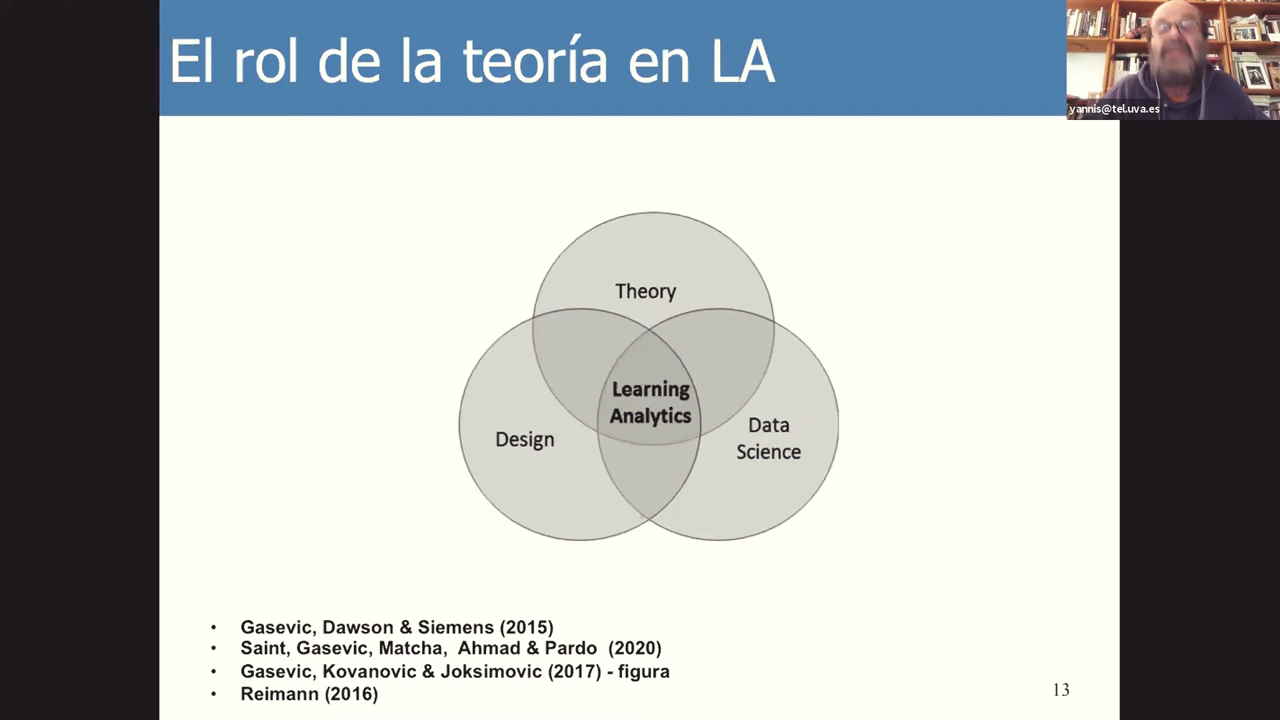 El rol de la teoría en LA
yannis@tel.uva.es
Theory
Learning
Analytics
Design
Data
Science
• Gasevic, Dawson & Siemens (2015)
• Saint, Gasevic, Matcha, Ahmad & Pardo (2020)
• Gasevic, Kovanovic & Joksimovic (2017) - figura
• Reimann (2016)
13